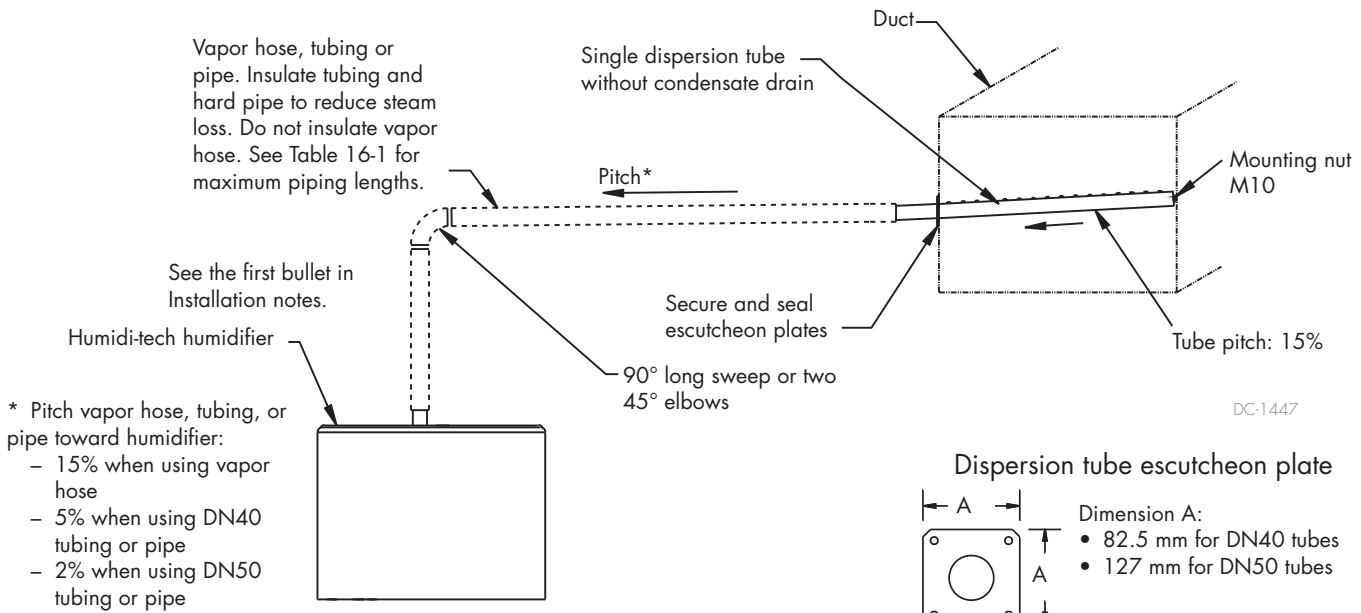 Duct
Vapor hose, tubing or
pipe. Insulate tubing and
hard pipe to reduce steam
loss. Do not insulate vapor
hose. See Table 16-1 for
maximum piping lengths.
Single dispersion tube
without condensate drain
Mounting nut
M10
Pitch*
See the first bullet in
Installation notes.
Secure and seal
escutcheon plates
Tube pitch: 15%
Humidi-tech humidifier
90° long sweep or two
45° elbows
DC-1447
* Pitch vapor hose, tubing, or
pipe toward humidifier:
– 15% when using vapor
hose
– 5% when using DN40
tubing or pipe
– 2% when using DN50
tubing or pipe
Dispersion tube escutcheon plate
A
A
Dimension A:
• 82.5 mm for DN40 tubes
• 127 mm for DN50 tubes